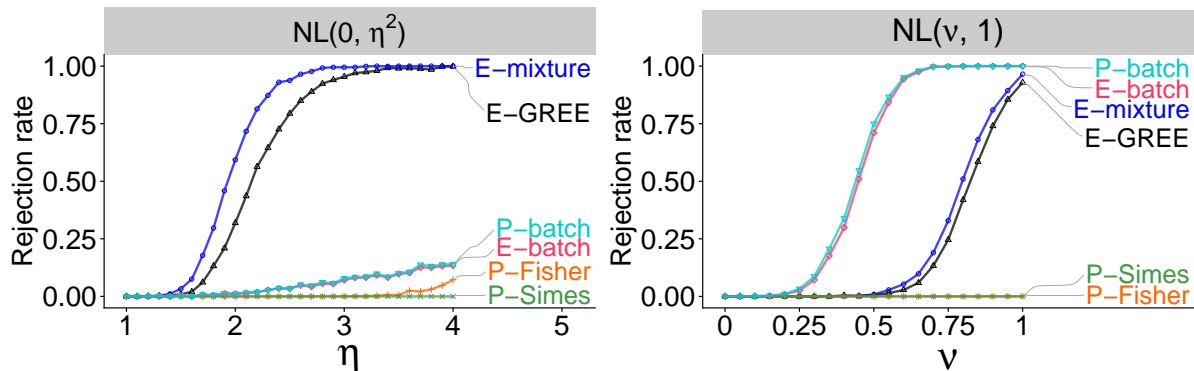 NL(0, η²)
Rejection rate
1.00
0.75
0.50
0.25
0.00
E−mixture
E−GREE
P−batch
E−batch
P−Fisher
P−Simes
1 2 3 4 5
η
NL(ν, 1)
Rejection rate
1.00
0.75
0.50
0.25
0.00
P−batch
E−batch
E−mixture
E−GREE
P−Simes
P−Fisher
0 0.25 0.5 0.75 1
ν